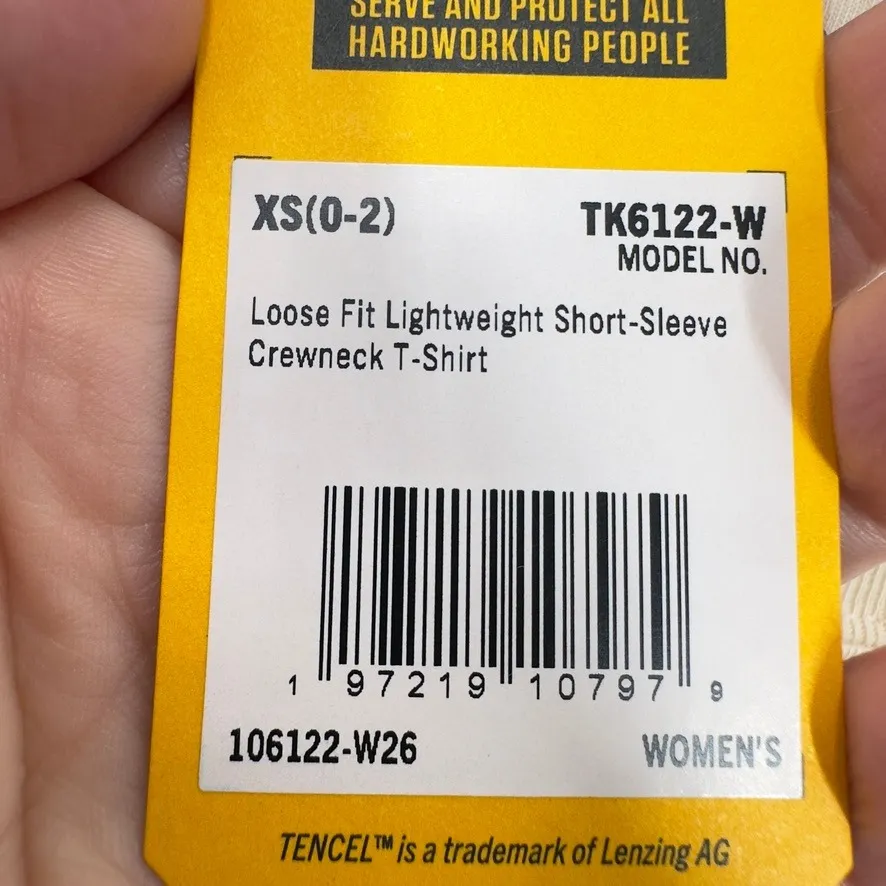 SERVE AND PROTECT ALL
HARDWORKING PEOPLE
XS(0-2)
TK6122-W
MODEL NO.
Loose Fit Lightweight Short-Sleeve
Crewneck T-Shirt
1 97219 10797 9
106122-W26
WOMEN'S
TENCEL™ is a trademark of Lenzing AG